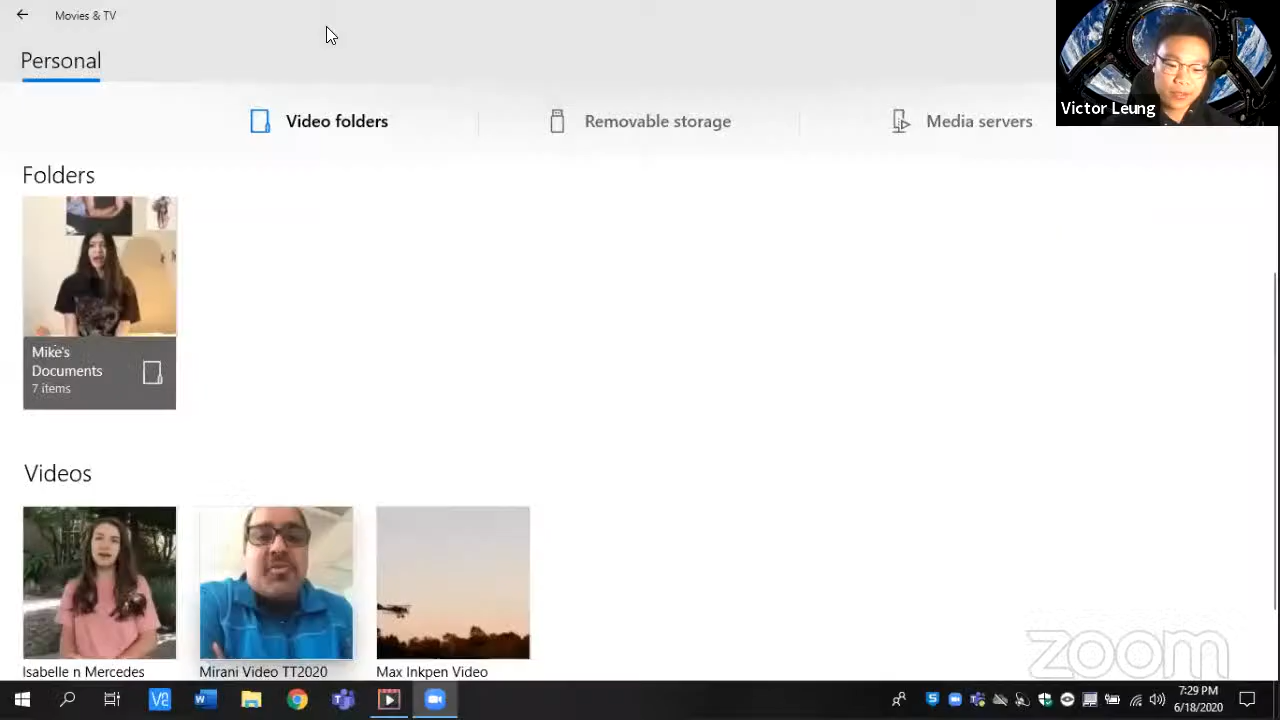 Movies & TV
Personal
Video folders
Removable storage
Media servers
Victor Leung
Folders
Mike's
Documents
7 items
Videos
Isabelle n Mercedes
Mirani Video TT2020
Max Inkpen Video
zoom
7:29 PM
6/18/2020